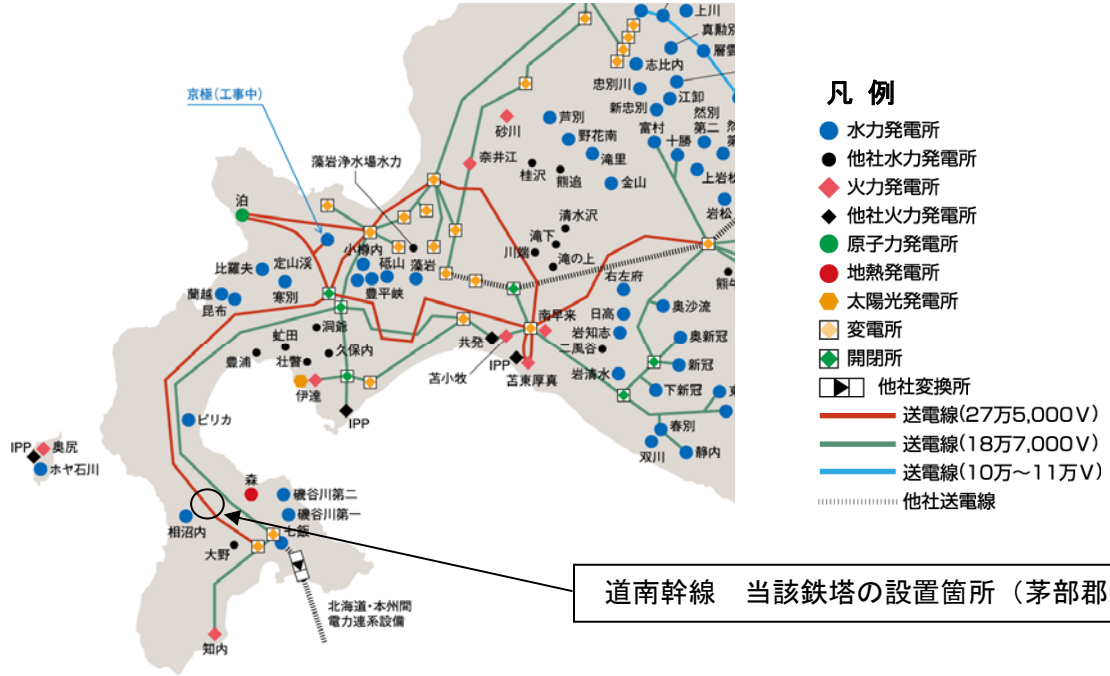 上川
真勲別
層雲
志比内
忠別川
江卸
新忠別
然別
第二
富村
十勝
第
上岩松
岩松
京極(工事中)
砂川
芦別
野花南
滝里
金山
奈井江
桂沢
熊追
藻岩浄水場水力
泊
清水沢
滝下
川端
滝の上
小樽内
砥山
藻岩
定山渓
比羅夫
豊平峡
蘭越
昆布
寒別
右左府
熊牛
奥沙流
日高
南早来
岩知志
奥新冠
洞爺
虻田
久保内
豊浦
壮瞥
共発
二風谷
IPP
苫小牧
苫東厚真
岩清水
新冠
下新冠
伊達
IPP
ピリカ
春別
双川
静内
IPP
奥尻
ホヤ石川
森
磯谷川第二
磯谷川第一
七飯
相沼内
大野
北海道・本州間
電力連系設備
知内
道南幹線 当該鉄塔の設置箇所（茅部郡
凡 例
水力発電所
他社水力発電所
火力発電所
他社火力発電所
原子力発電所
地熱発電所
太陽光発電所
変電所
開閉所
他社変換所
送電線(27万5,000V)
送電線(18万7,000V)
送電線(10万～11万V)
他社送電線